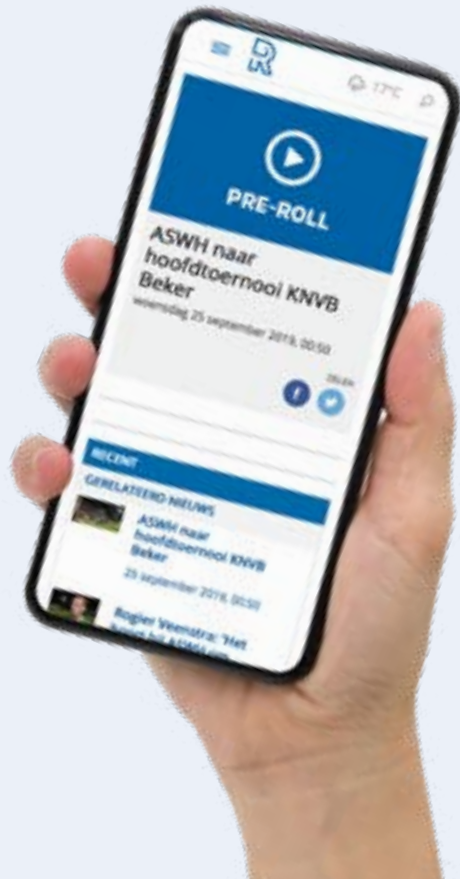 R
17°C
PRE-ROLL
ASWH naar
hoofdtoernooi KNVB
Beker
woensdag 25 september 2019, 00:50
DELEN
f
RECENT
GERELATEERD NIEUWS
ASWH naar
hoofdtoernooi KNVB
Beker
25 september 2019, 00:50
Rogier Veenstra: 'Het